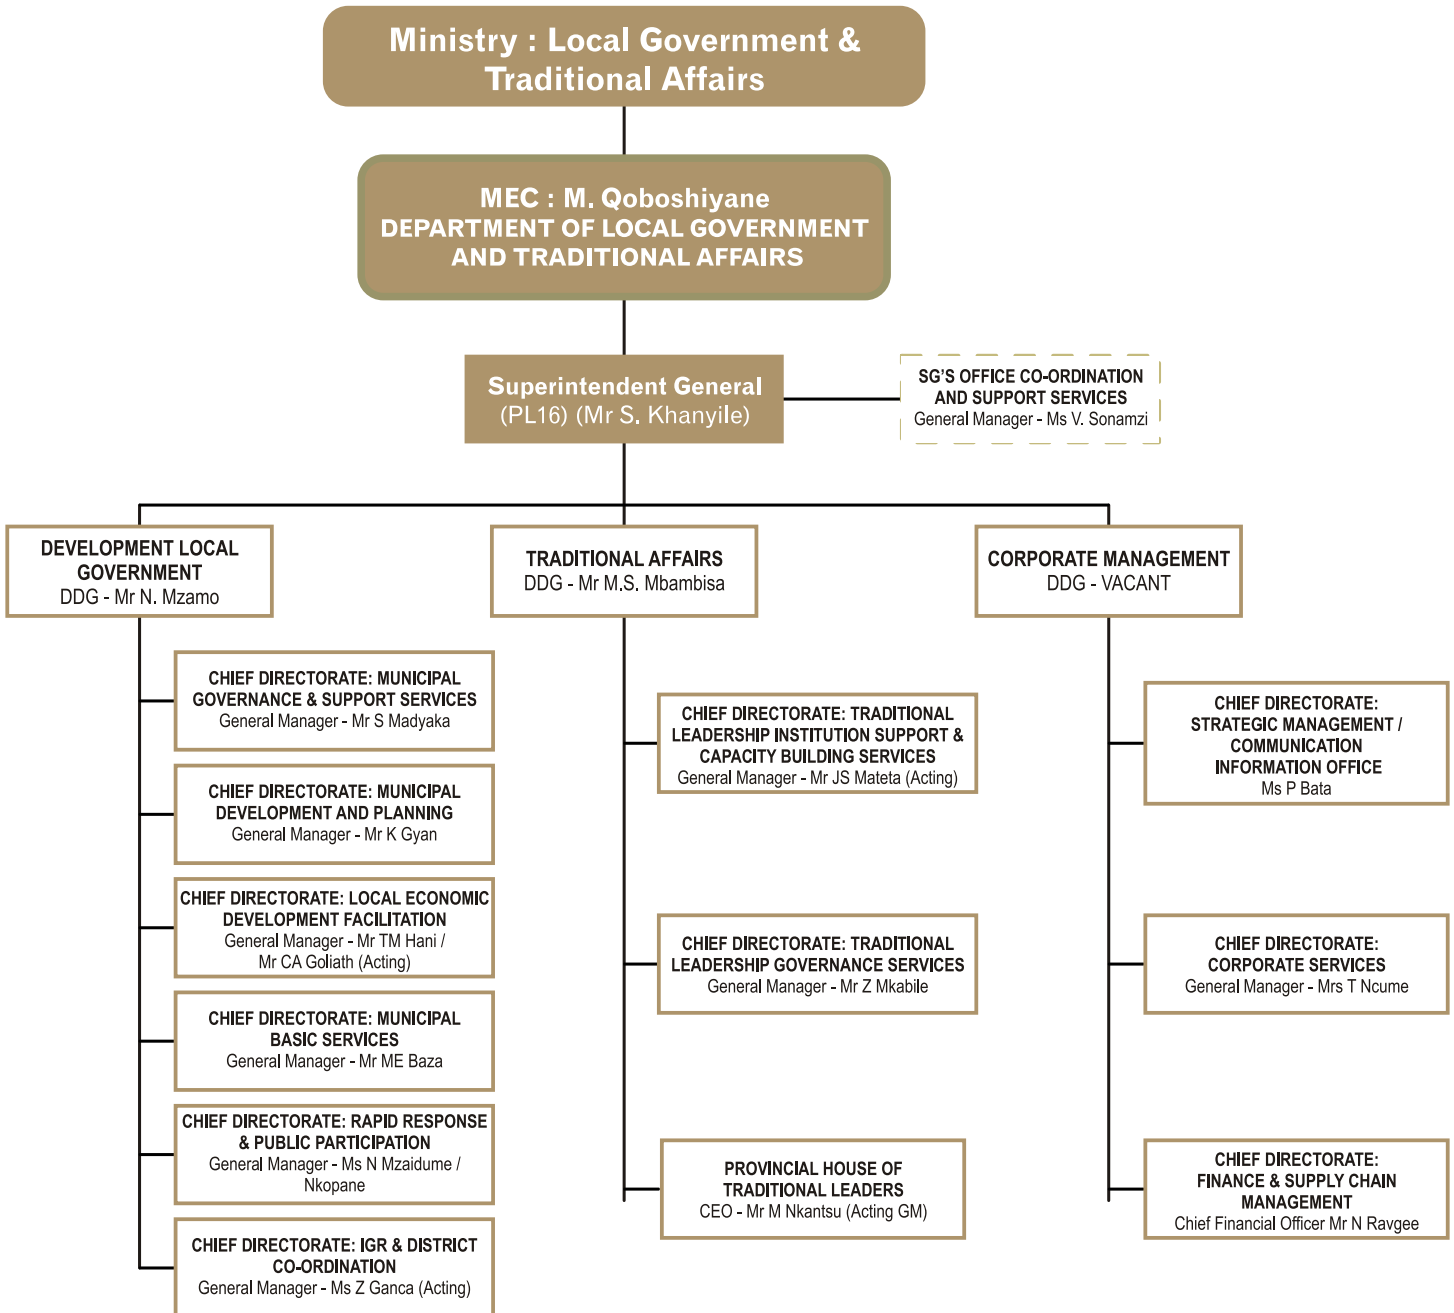 Ministry : Local Government &
Traditional Affairs
MEC : M. Qoboshiyane
DEPARTMENT OF LOCAL GOVERNMENT
AND TRADITIONAL AFFAIRS
Superintendent General
(PL16) (Mr S. Khanyile)
SG'S OFFICE CO-ORDINATION
AND SUPPORT SERVICES
General Manager - Ms V. Sonamzi
DEVELOPMENT LOCAL
GOVERNMENT
DDG - Mr N. Mzamo
CHIEF DIRECTORATE: MUNICIPAL
GOVERNANCE & SUPPORT SERVICES
General Manager - Mr S Madyaka
CHIEF DIRECTORATE: MUNICIPAL
DEVELOPMENT AND PLANNING
General Manager - Mr K Gyan
CHIEF DIRECTORATE: LOCAL ECONOMIC
DEVELOPMENT FACILITATION
General Manager - Mr TM Hani /
Mr CA Goliath (Acting)
CHIEF DIRECTORATE: MUNICIPAL
BASIC SERVICES
General Manager - Mr ME Baza
CHIEF DIRECTORATE: RAPID RESPONSE
& PUBLIC PARTICIPATION
General Manager - Ms N Mzaidume /
Nkopane
CHIEF DIRECTORATE: IGR & DISTRICT
CO-ORDINATION
General Manager - Ms Z Ganca (Acting)
TRADITIONAL AFFAIRS
DDG - Mr M.S. Mbambisa
CHIEF DIRECTORATE: TRADITIONAL
LEADERSHIP INSTITUTION SUPPORT &
CAPACITY BUILDING SERVICES
General Manager - Mr JS Mateta (Acting)
CHIEF DIRECTORATE: TRADITIONAL
LEADERSHIP GOVERNANCE SERVICES
General Manager - Mr Z Mkabile
PROVINCIAL HOUSE OF
TRADITIONAL LEADERS
CEO - Mr M Nkantsu (Acting GM)
CORPORATE MANAGEMENT
DDG - VACANT
CHIEF DIRECTORATE:
STRATEGIC MANAGEMENT /
COMMUNICATION
INFORMATION OFFICE
Ms P Bata
CHIEF DIRECTORATE:
CORPORATE SERVICES
General Manager - Mrs T Ncume
CHIEF DIRECTORATE:
FINANCE & SUPPLY CHAIN
MANAGEMENT
Chief Financial Officer Mr N Ravgee